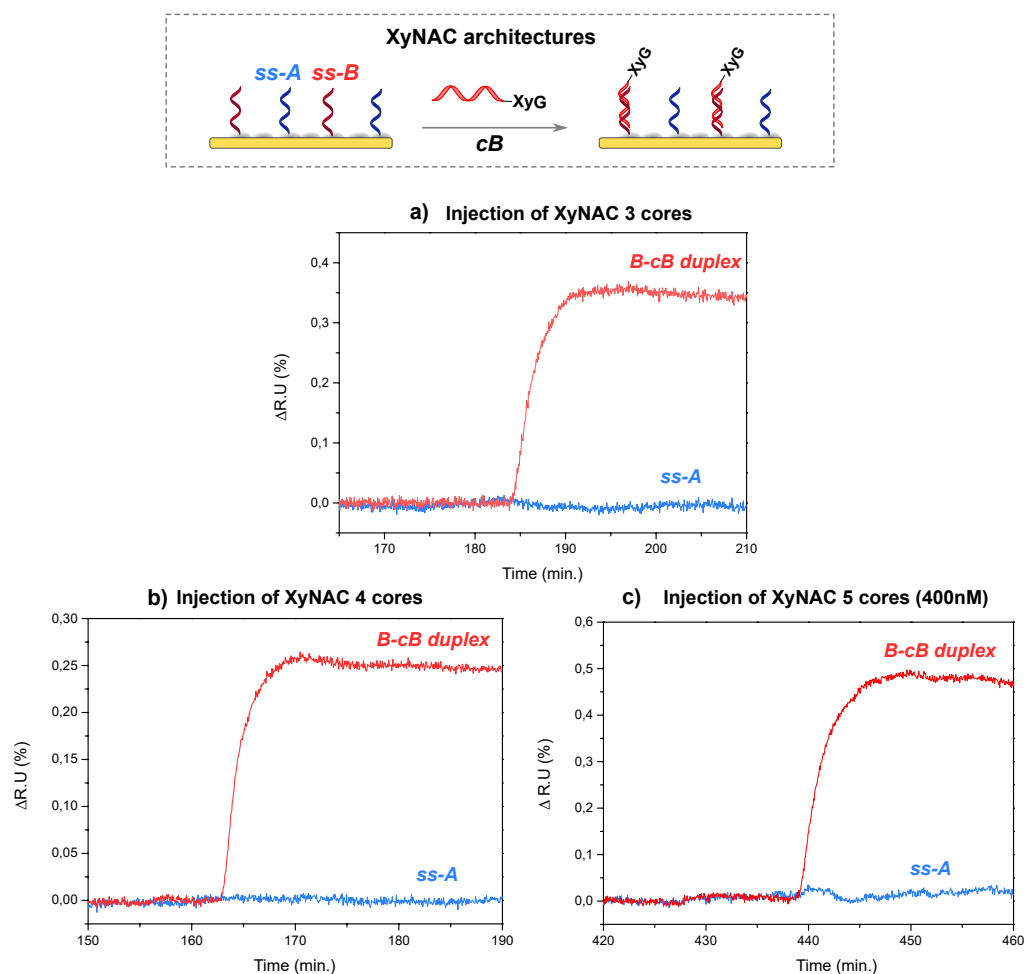 XyNAC architectures
ss-A ss-B
XyG
cB
XyG XyG
a) Injection of XyNAC 3 cores
B-cB duplex
ss-A
ΔR.U (%)
0,4
0,3
0,2
0,1
0,0
170 180 190 200 210
Time (min.)
b) Injection of XyNAC 4 cores
B-cB duplex
ss-A
ΔR.U (%)
0,30
0,25
0,20
0,15
0,10
0,05
0,00
150 160 170 180 190
Time (min.)
c) Injection of XyNAC 5 cores (400nM)
B-cB duplex
ss-A
Δ R.U (%)
0,6
0,5
0,4
0,3
0,2
0,1
0,0
420 430 440 450 460
Time (min.)